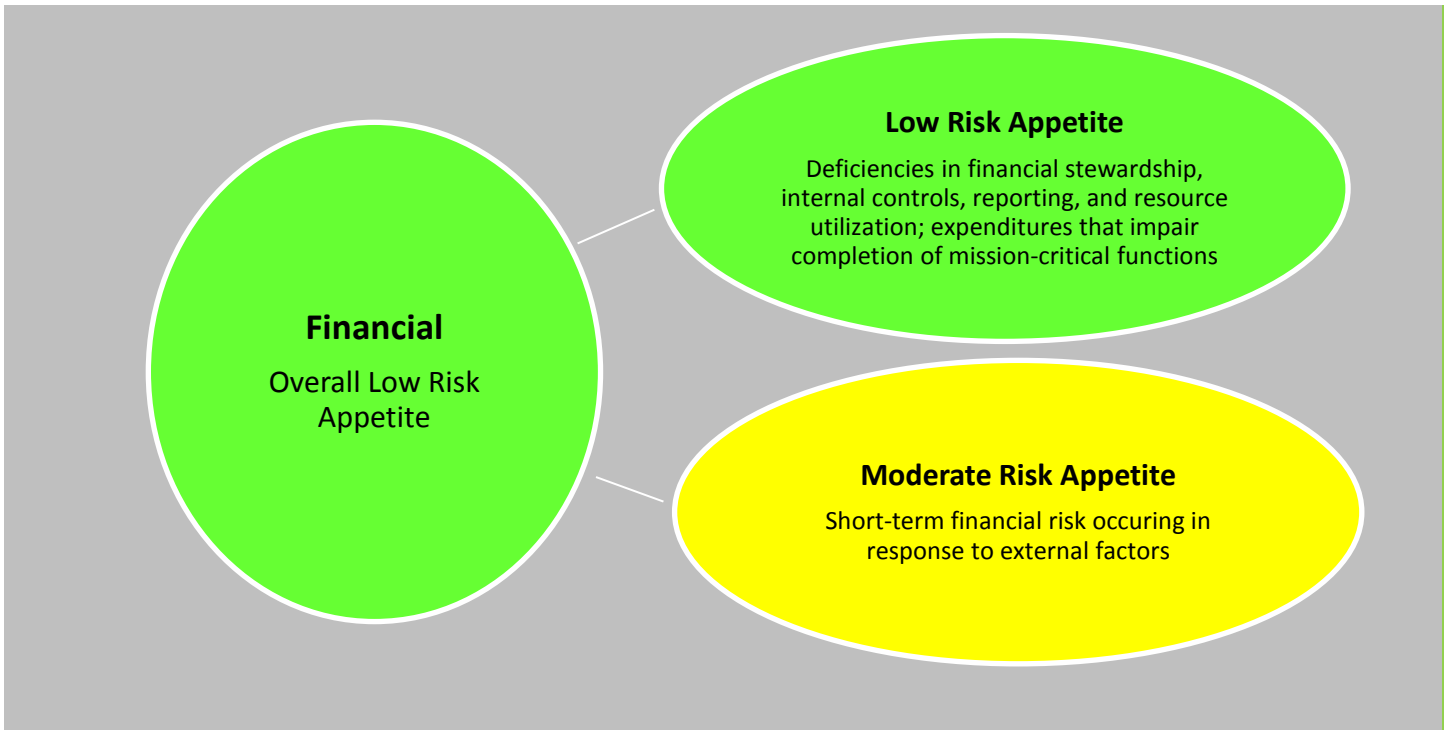 Financial
Overall Low Risk
Appetite
Low Risk Appetite
Deficiencies in financial stewardship,
internal controls, reporting, and resource
utilization; expenditures that impair
completion of mission-critical functions
Moderate Risk Appetite
Short-term financial risk occuring in
response to external factors